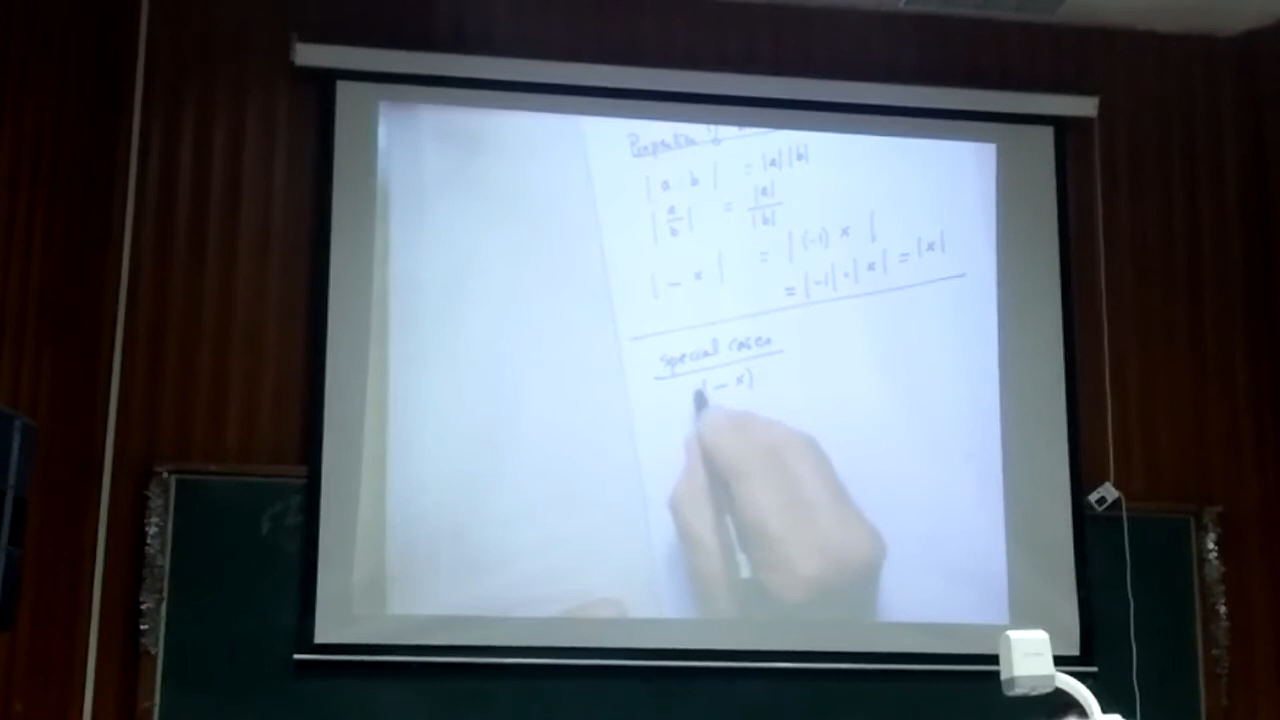 | a . b | = |a| |b|
| a/b | = |a|/|b|
| - x | = | (-1) x |
= |-1| · |x| = |x|
special cases
(- x)